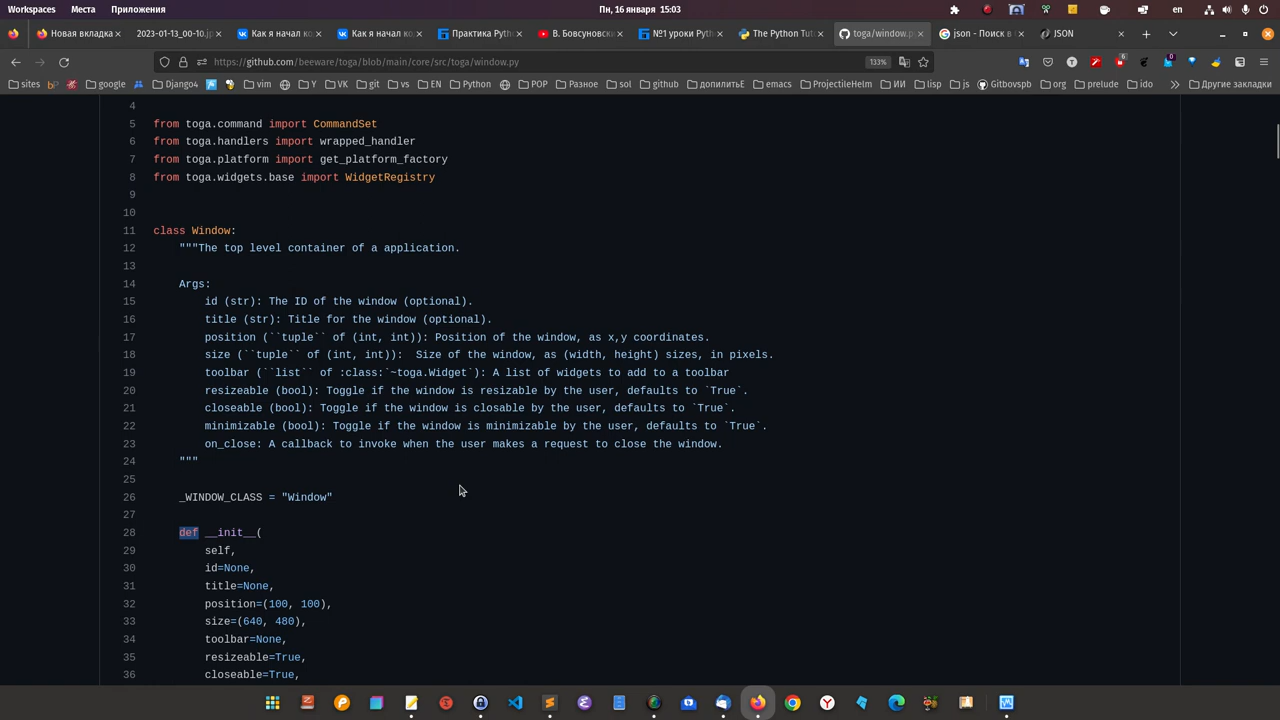 Workspaces Места Приложения Пн, 16 января 15:03 en
Новая вкладка 2023-01-13_00-10.j Как я начал ко Как я начал ко Практика Pyth В. Бовсуновски №1 уроки Pytho The Python Tuto toga/window.p json - Поиск в G JSON
https://github.com/beeware/toga/blob/main/core/src/toga/window.py 133%
sites google Django4 vim Y VK git vs EN Python POP Разное sol github допилитьЕ emacs ProjectileHelm ИИ lisp js Gitbovspb org prelude ido Другие закладки
4
5 from toga.command import CommandSet
6 from toga.handlers import wrapped_handler
7 from toga.platform import get_platform_factory
8 from toga.widgets.base import WidgetRegistry
9
10
11 class Window:
12 """The top level container of a application.
13
14 Args:
15 id (str): The ID of the window (optional).
16 title (str): Title for the window (optional).
17 position (``tuple`` of (int, int)): Position of the window, as x,y coordinates.
18 size (``tuple`` of (int, int)):  Size of the window, as (width, height) sizes, in pixels.
19 toolbar (``list`` of :class:`~toga.Widget`): A list of widgets to add to a toolbar
20 resizeable (bool): Toggle if the window is resizable by the user, defaults to `True`.
21 closeable (bool): Toggle if the window is closable by the user, defaults to `True`.
22 minimizable (bool): Toggle if the window is minimizable by the user, defaults to `True`.
23 on_close: A callback to invoke when the user makes a request to close the window.
24 """
25
26 _WINDOW_CLASS = "Window"
27
28 def __init__(
29 self,
30 id=None,
31 title=None,
32 position=(100, 100),
33 size=(640, 480),
34 toolbar=None,
35 resizeable=True,
36 closeable=True,